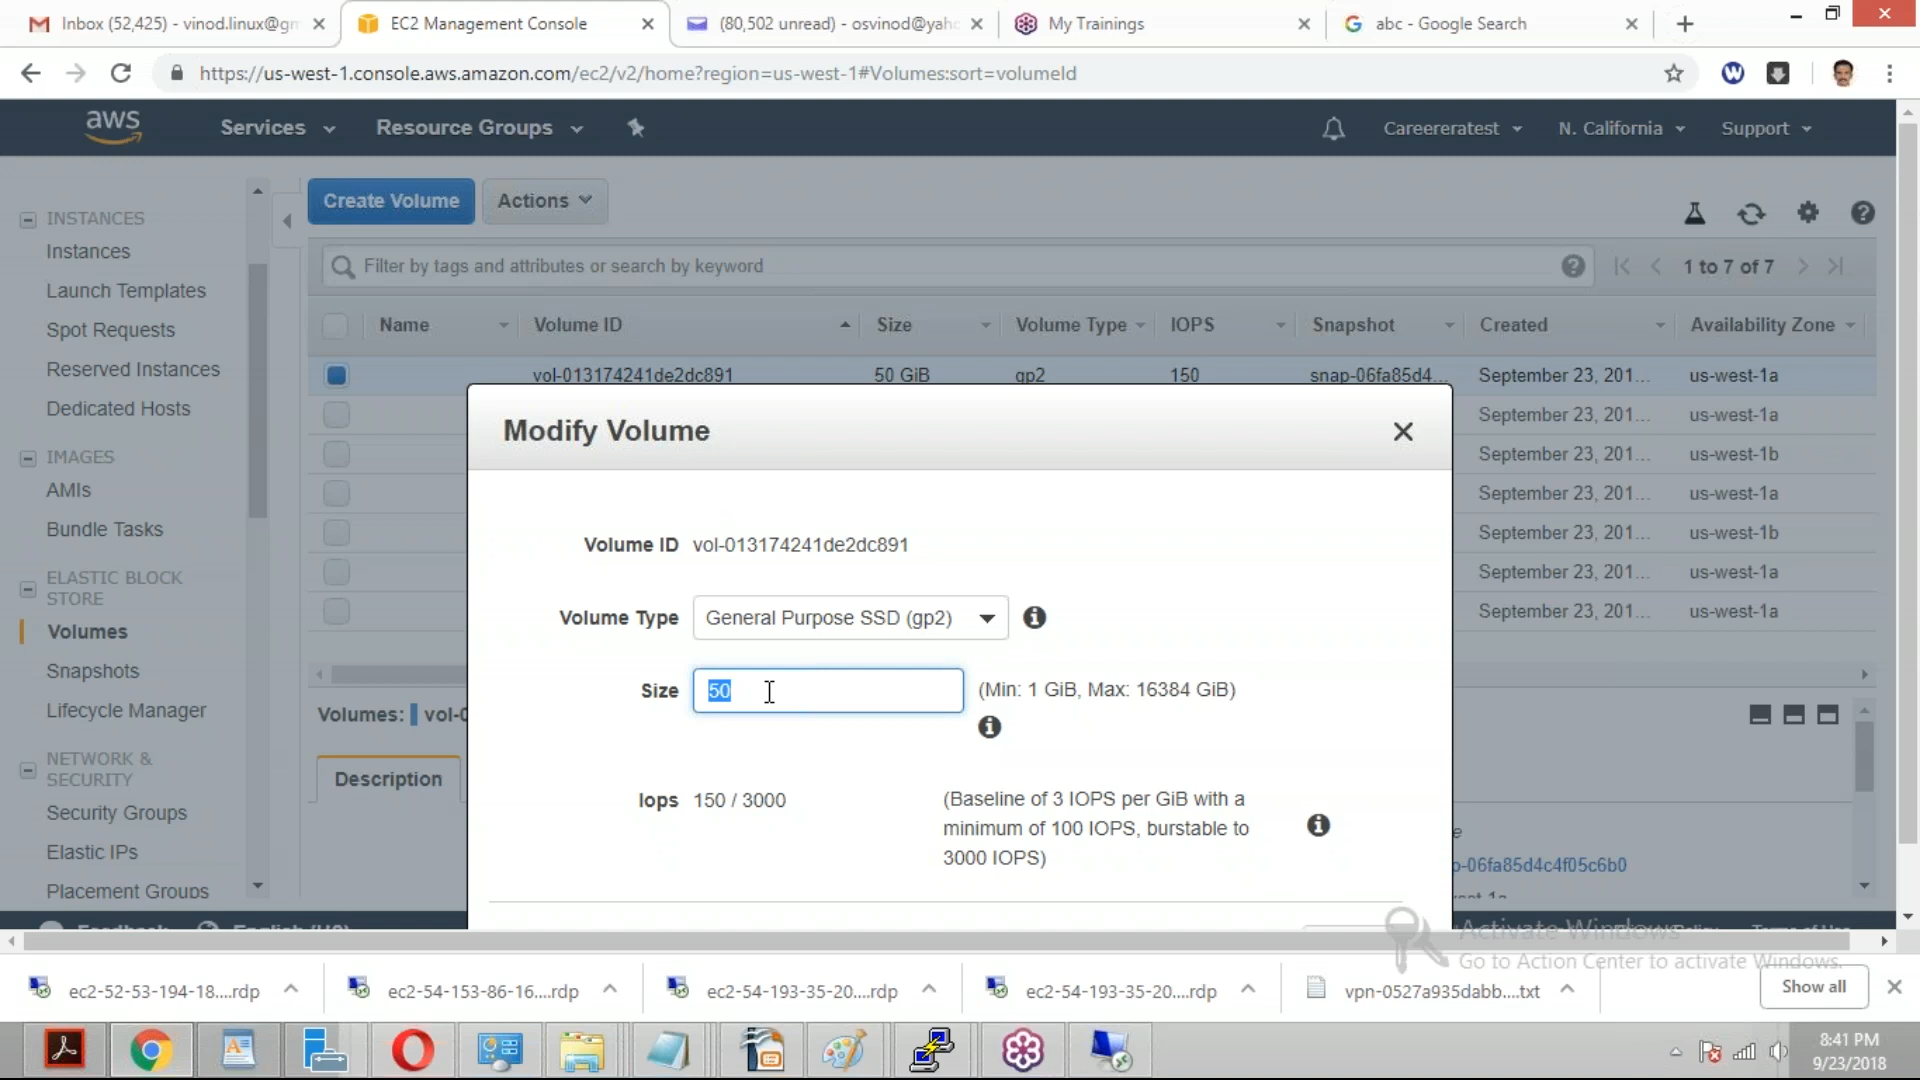 Inbox (52,425) - vinod.linux@gm
EC2 Management Console
(80,502 unread) - osvinod@yaho
My Trainings
abc - Google Search
https://us-west-1.console.aws.amazon.com/ec2/v2/home?region=us-west-1#Volumes:sort=volumeId
aws
Services
Resource Groups
Careereratest
N. California
Support
INSTANCES
Instances
Launch Templates
Spot Requests
Reserved Instances
Dedicated Hosts
IMAGES
AMIs
Bundle Tasks
ELASTIC BLOCK
STORE
Volumes
Snapshots
Lifecycle Manager
NETWORK &
SECURITY
Security Groups
Elastic IPs
Placement Groups
Create Volume
Actions
Filter by tags and attributes or search by keyword
1 to 7 of 7
Name Volume ID Size Volume Type IOPS Snapshot Created Availability Zone
vol-013174241de2dc891 50 GiB gp2 150 snap-06fa85d4... September 23, 201... us-west-1a
September 23, 201... us-west-1a
September 23, 201... us-west-1b
September 23, 201... us-west-1a
September 23, 201... us-west-1b
September 23, 201... us-west-1a
September 23, 201... us-west-1a
Volumes: vol-0
Description
Modify Volume
Volume ID vol-013174241de2dc891
Volume Type General Purpose SSD (gp2)
Size 50 (Min: 1 GiB, Max: 16384 GiB)
Iops 150 / 3000
(Baseline of 3 IOPS per GiB with a
minimum of 100 IOPS, burstable to
3000 IOPS)
p-06fa85d4c4f05c6b0
Feedback English (US)
Activate Windows
Go to Action Center to activate Windows.
ec2-52-53-194-18....rdp
ec2-54-153-86-16....rdp
ec2-54-193-35-20....rdp
ec2-54-193-35-20....rdp
vpn-0527a935dabb....txt
Show all
8:41 PM
9/23/2018